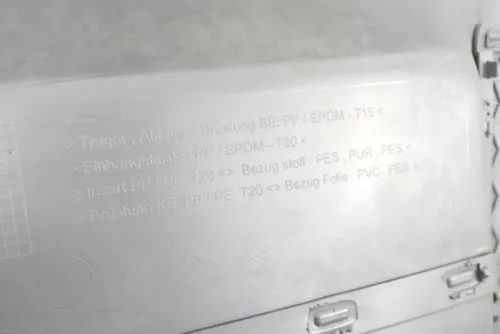 > Träger , Ablage , Brüstung SE: PP / EPDM - T15 <
> PP / EPDM - T30 <
> Insert PP / PE T20 <> Bezug stoff : PES , PUR , PES <
> Brüstung KF PP / PE T20 <> Bezug Folie : PVC PES <